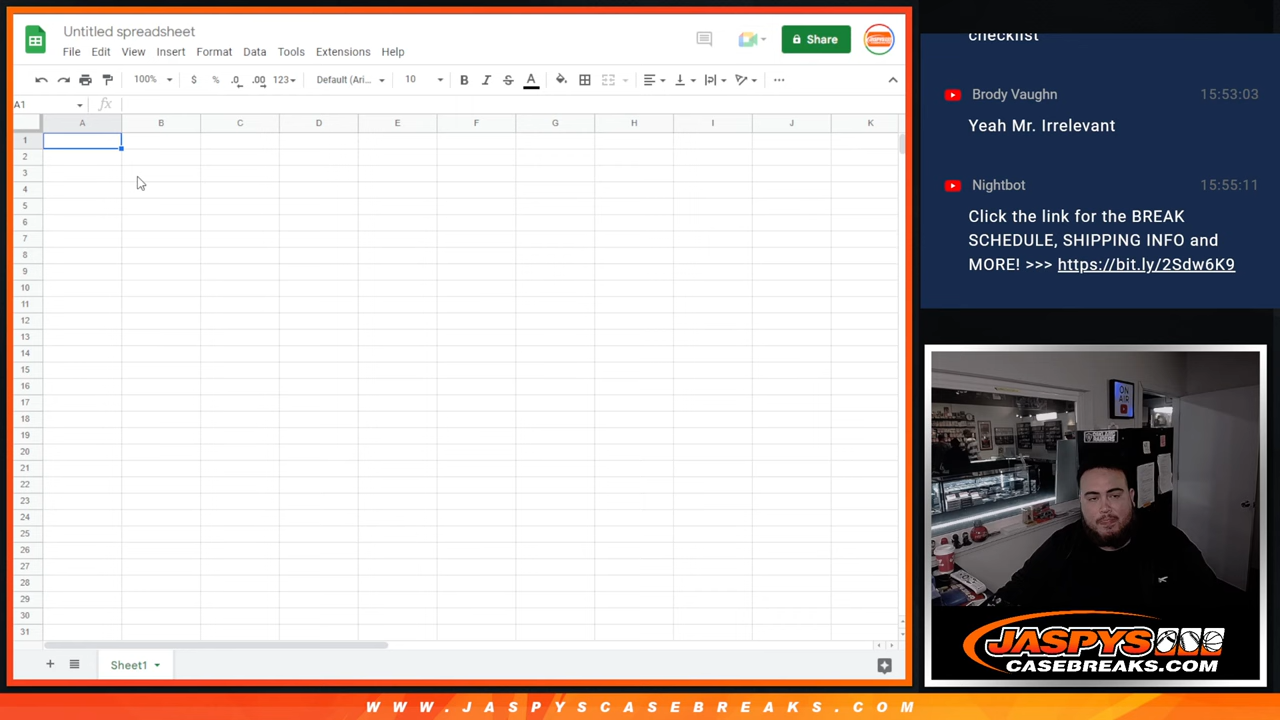 Untitled spreadsheet
File Edit View Insert Format Data Tools Extensions Help
Share
100% $ % .0 .00 123 Default (Ari... 10 B I S A
A1 fx
A B C D E F G H I J K
1
2
3
4
5
6
7
8
9
10
11
12
13
14
15
16
17
18
19
20
21
22
23
24
25
26
27
28
29
30
31
Sheet1
checklist
Brody Vaughn 15:53:03
Yeah Mr. Irrelevant
Nightbot 15:55:11
Click the link for the BREAK
SCHEDULE, SHIPPING INFO and
MORE! >>> https://bit.ly/2Sdw6K9
ON
AIR
JASPYS
CASEBREAKS.COM
WWW.JASPYSCASEBREAKS.COM